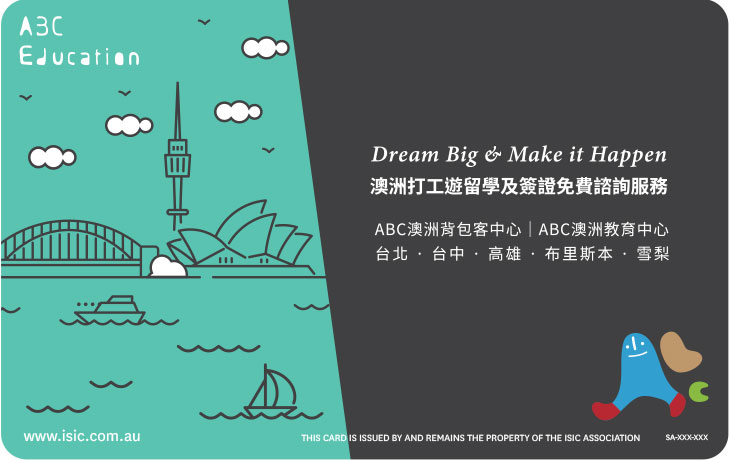 ABC
Education
Dream Big & Make it Happen
澳洲打工遊留學及簽證免費諮詢服務
ABC澳洲背包客中心｜ABC澳洲教育中心
台北 · 台中 · 高雄 · 布里斯本 · 雪梨
www.isic.com.au
THIS CARD IS ISSUED BY AND REMAINS THE PROPERTY OF THE ISIC ASSOCIATION
SA-XXX-XXX